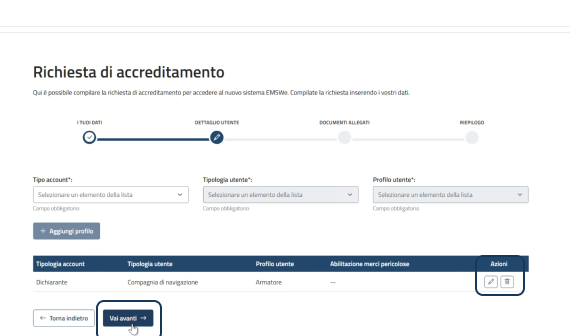 Richiesta di accreditamento
Qui è possibile compilare la richiesta di accreditamento per accedere al nuovo sistema EMSWe. Compilate la richiesta inserendo i vostri dati.
I TUOI DATI DETTAGLIO UTENTE DOCUMENTI ALLEGATI RIEPILOGO
Tipo account*: Tipologia utente*: Profilo utente*:
Selezionare un elemento della lista Selezionare un elemento della lista Selezionare un elemento della lista
Campo obbligatorio Campo obbligatorio Campo obbligatorio
+ Aggiungi profilo
Tipologia account Tipologia utente Profilo utente Abilitazione merci pericolose Azioni
Dichiarante Compagnia di navigazione Armatore --
← Torna indietro Vai avanti →